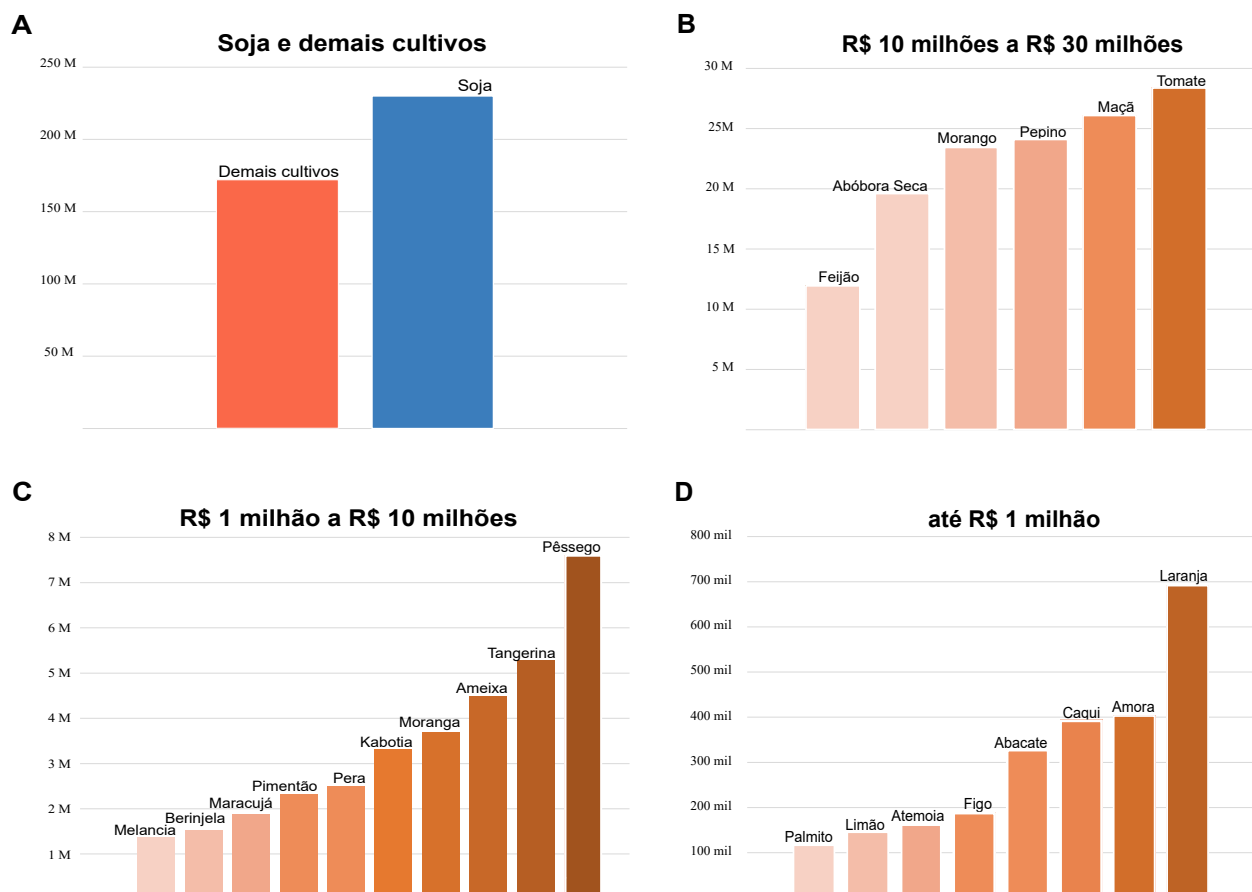 A
Soja e demais cultivos
250 M
200 M
150 M
100 M
50 M
Demais cultivos
Soja
B
R$ 10 milhões a R$ 30 milhões
30 M
25M
20 M
15 M
10 M
5 M
Feijão
Abóbora Seca
Morango
Pepino
Maçã
Tomate
C
R$ 1 milhão a R$ 10 milhões
8 M
7 M
6 M
5 M
4 M
3 M
2 M
1 M
Melancia
Berinjela
Maracujá
Pimentão
Pera
Kabotia
Moranga
Ameixa
Tangerina
Pêssego
D
até R$ 1 milhão
800 mil
700 mil
600 mil
500 mil
400 mil
300 mil
200 mil
100 mil
Palmito
Limão
Atemoia
Figo
Abacate
Caqui
Amora
Laranja